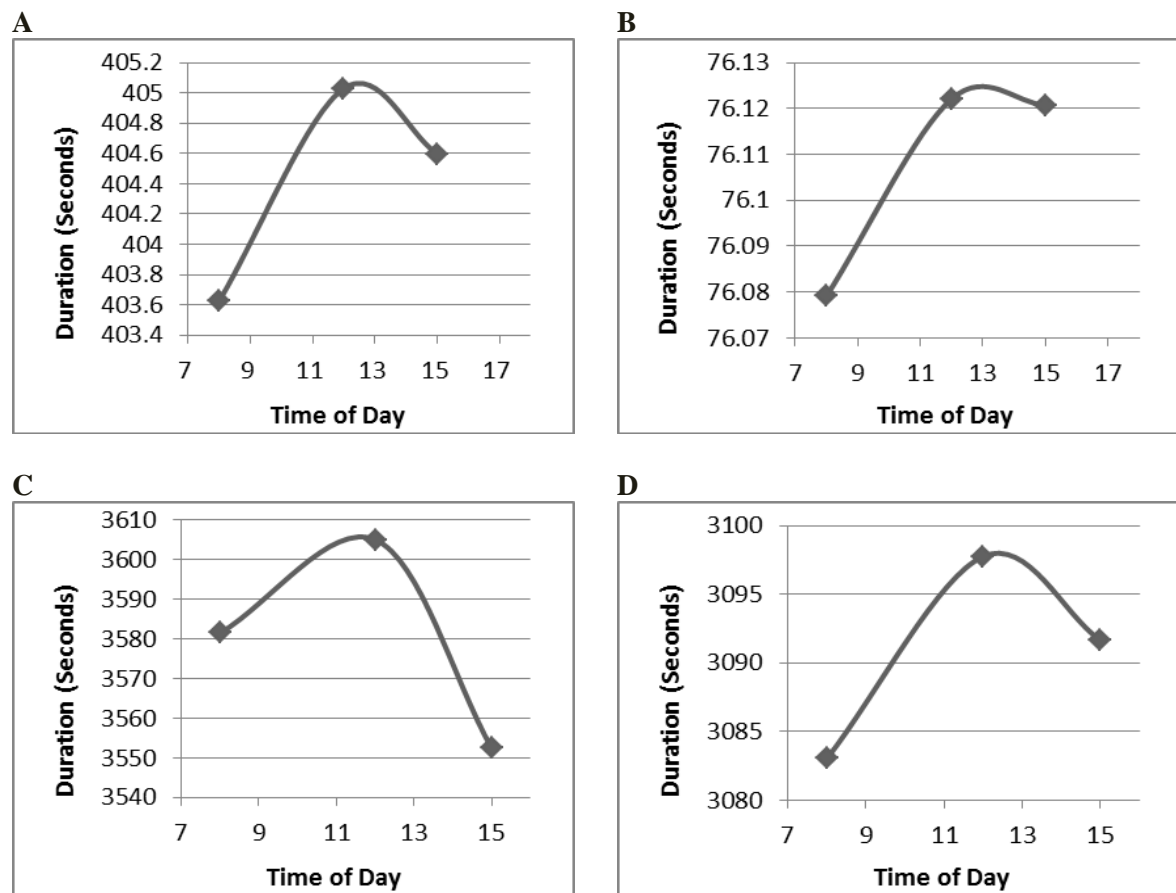 A
Duration (Seconds)
405.2
405
404.8
404.6
404.4
404.2
404
403.8
403.6
403.4
7 9 11 13 15 17
Time of Day
B
Duration (Seconds)
76.13
76.12
76.11
76.1
76.09
76.08
76.07
7 9 11 13 15 17
Time of Day
C
Duration (Seconds)
3610
3600
3590
3580
3570
3560
3550
3540
7 9 11 13 15
Time of Day
D
Duration (Seconds)
3100
3095
3090
3085
3080
7 9 11 13 15
Time of Day